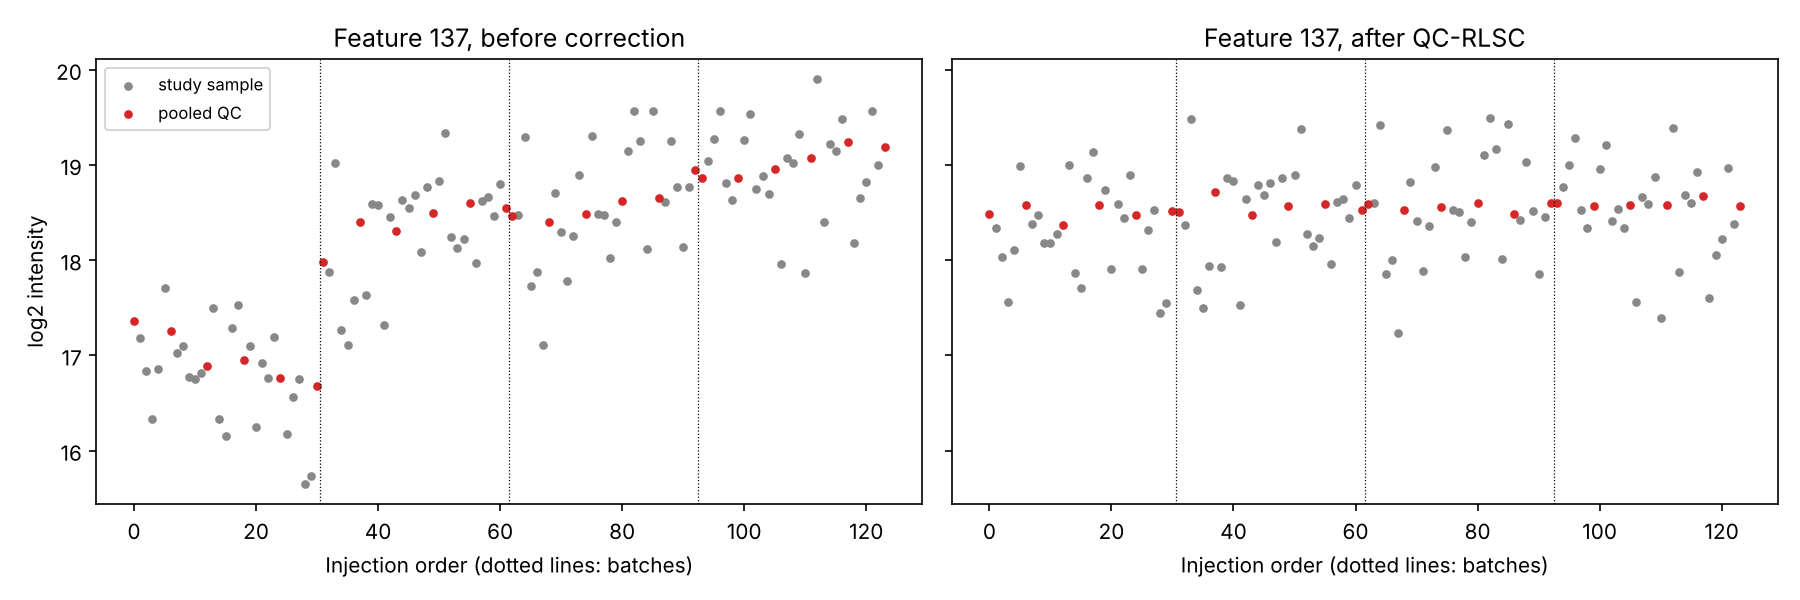 Feature 137, before correction
Feature 137, after QC-RLSC
study sample
pooled QC
log2 intensity
20
19
18
17
16
0 20 40 60 80 100 120
0 20 40 60 80 100 120
Injection order (dotted lines: batches)
Injection order (dotted lines: batches)